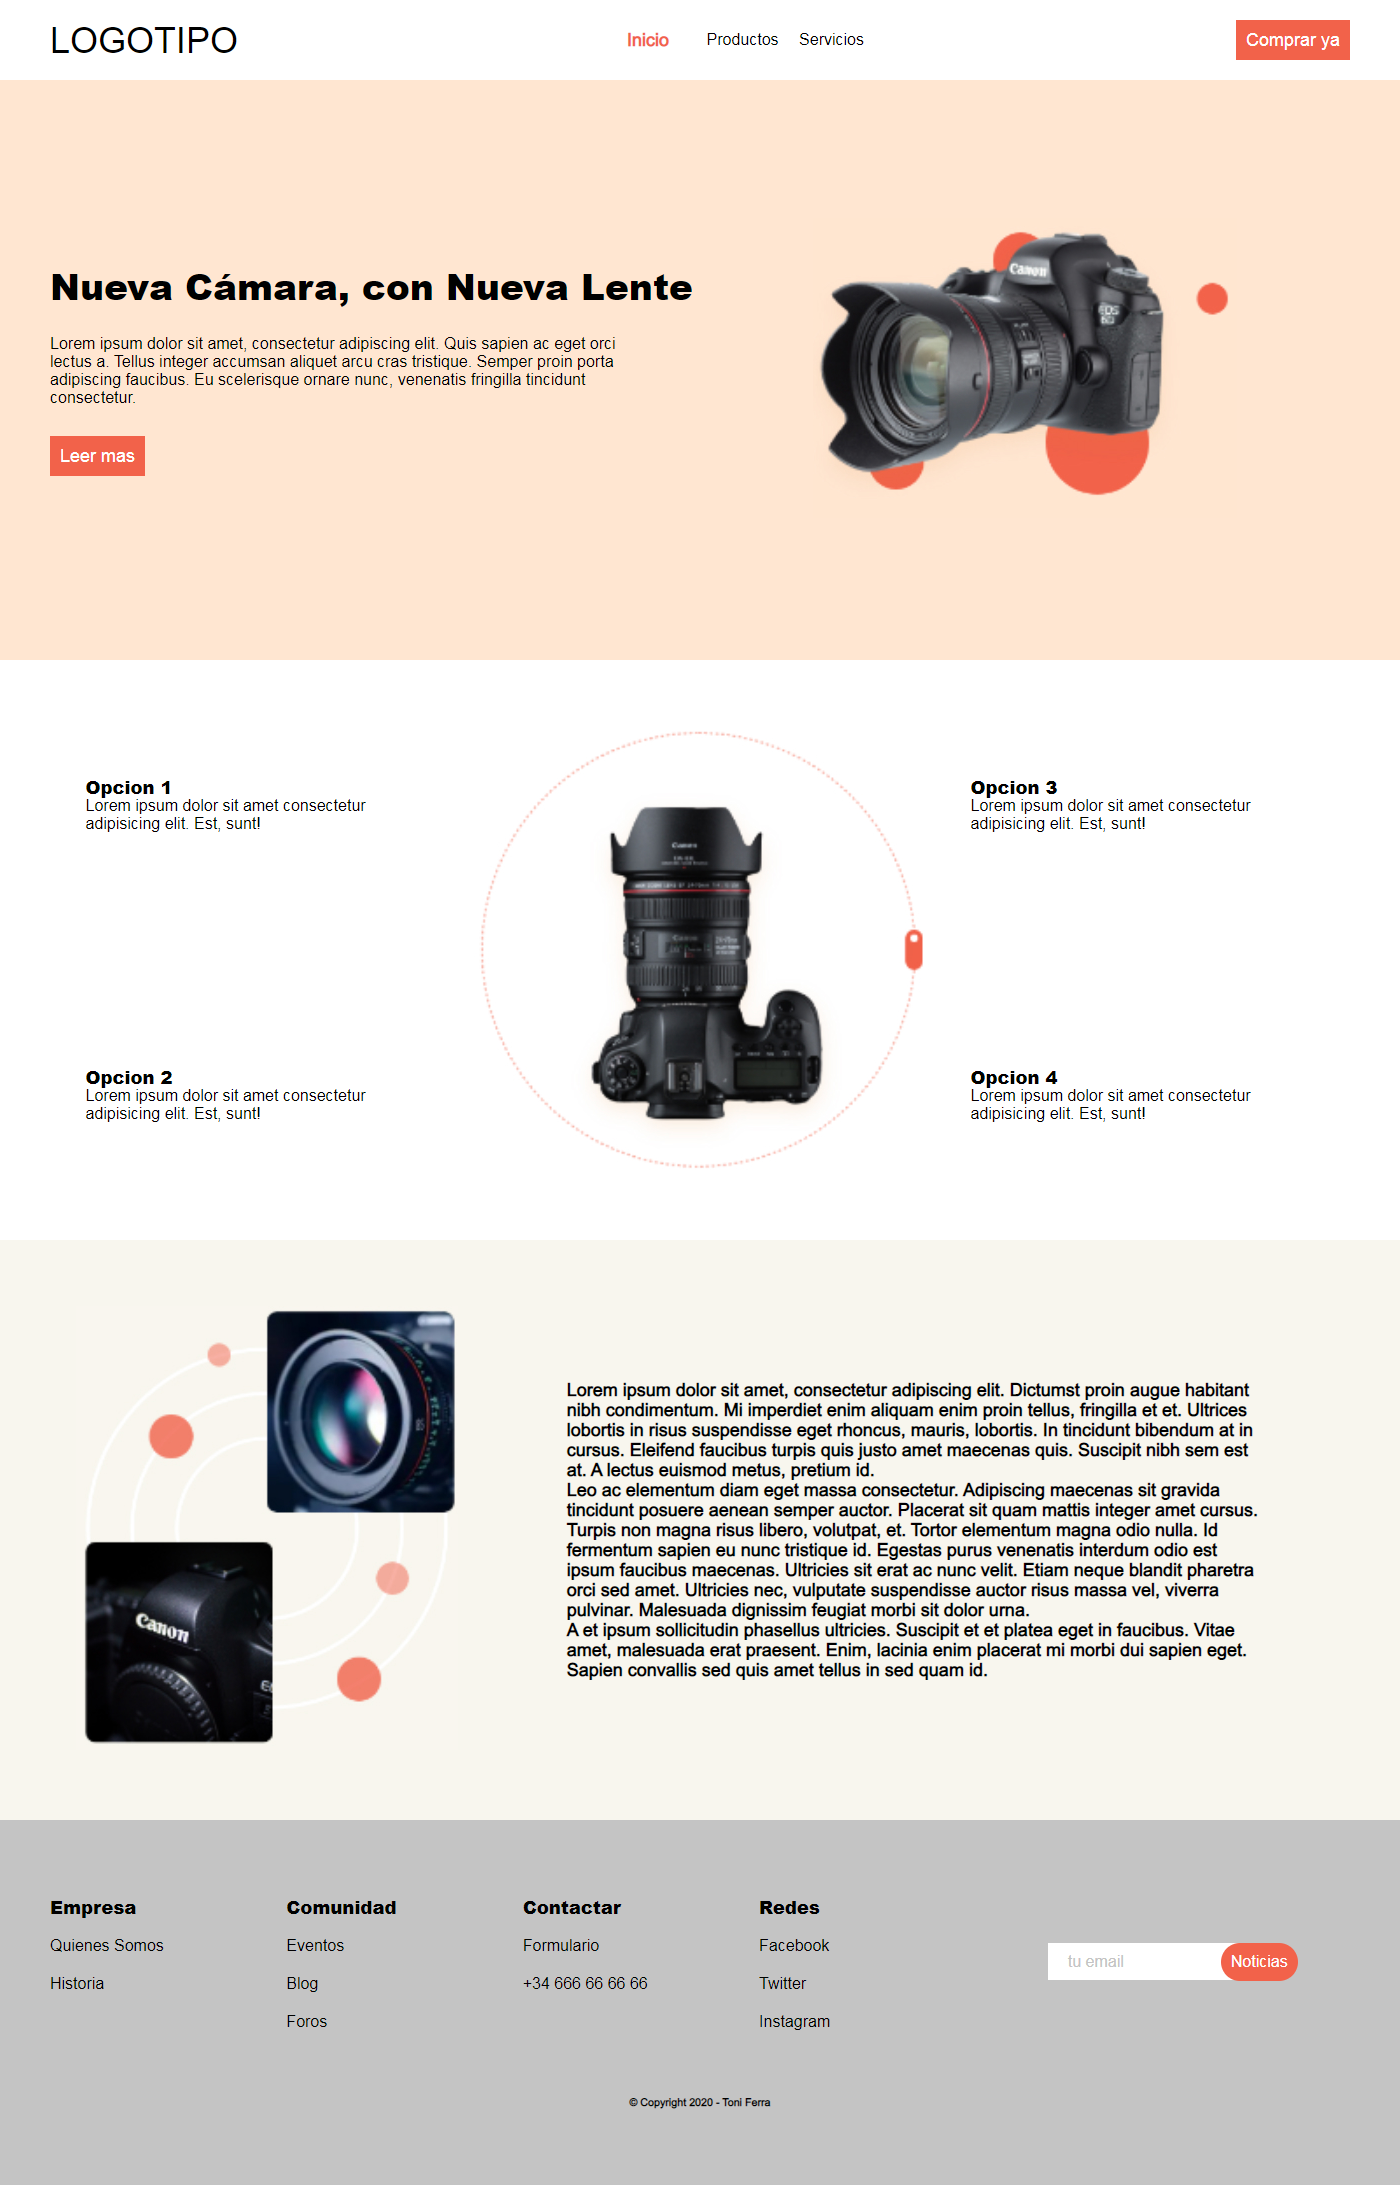 LOGOTIPO
Inicio Productos Servicios
Comprar ya
Nueva Cámara, con Nueva Lente
Lorem ipsum dolor sit amet, consectetur adipiscing elit. Quis sapien ac eget orci
lectus a. Tellus integer accumsan aliquet arcu cras tristique. Semper proin porta
adipiscing faucibus. Eu scelerisque ornare nunc, venenatis fringilla tincidunt
consectetur.
Leer mas
Canon
EOS
6D
Opcion 1
Lorem ipsum dolor sit amet consectetur
adipisicing elit. Est, sunt!
Opcion 2
Lorem ipsum dolor sit amet consectetur
adipisicing elit. Est, sunt!
Canon
Canon
Opcion 3
Lorem ipsum dolor sit amet consectetur
adipisicing elit. Est, sunt!
Opcion 4
Lorem ipsum dolor sit amet consectetur
adipisicing elit. Est, sunt!
Canon
Lorem ipsum dolor sit amet, consectetur adipiscing elit. Dictumst proin augue habitant
nibh condimentum. Mi imperdiet enim aliquam enim proin tellus, fringilla et et. Ultrices
lobortis in risus suspendisse eget rhoncus, mauris, lobortis. In tincidunt bibendum at in
cursus. Eleifend faucibus turpis quis justo amet maecenas quis. Suscipit nibh sem est
at. A lectus euismod metus, pretium id.
Leo ac elementum diam eget massa consectetur. Adipiscing maecenas sit gravida
tincidunt posuere aenean semper auctor. Placerat sit quam mattis integer amet cursus.
Turpis non magna risus libero, volutpat, et. Tortor elementum magna odio nulla. Id
fermentum sapien eu nunc tristique id. Egestas purus venenatis interdum odio est
ipsum faucibus maecenas. Ultricies sit erat ac nunc velit. Etiam neque blandit pharetra
orci sed amet. Ultricies nec, vulputate suspendisse auctor risus massa vel, viverra
pulvinar. Malesuada dignissim feugiat morbi sit dolor urna.
A et ipsum sollicitudin phasellus ultricies. Suscipit et et platea eget in faucibus. Vitae
amet, malesuada erat praesent. Enim, lacinia enim placerat mi morbi dui sapien eget.
Sapien convallis sed quis amet tellus in sed quam id.
Empresa
Quienes Somos
Historia
Comunidad
Eventos
Blog
Foros
Contactar
Formulario
+34 666 66 66 66
Redes
Facebook
Twitter
Instagram
tu email
Noticias
© Copyright 2020 - Toni Ferra